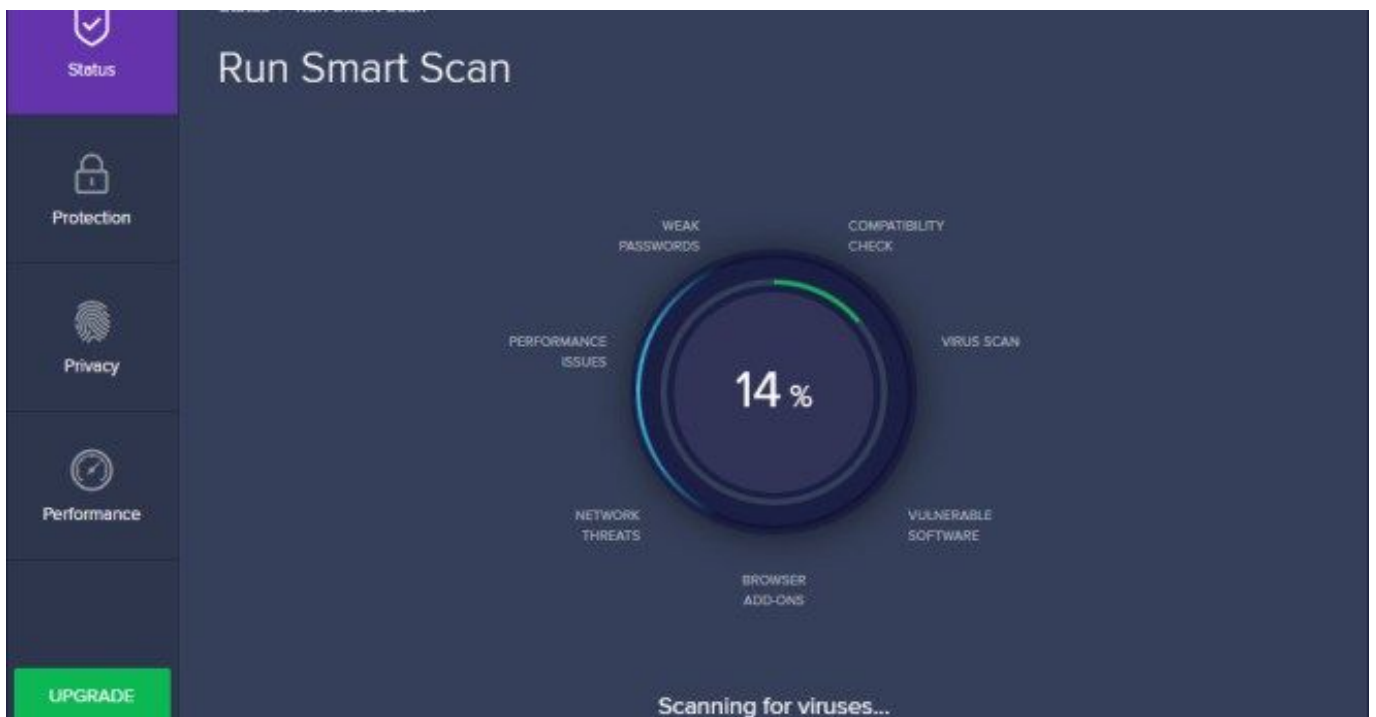 Status
Run Smart Scan
Protection
Privacy
Performance
UPGRADE
WEAK
PASSWORDS
COMPATIBILITY
CHECK
PERFORMANCE
ISSUES
VIRUS SCAN
14 %
NETWORK
THREATS
VULNERABLE
SOFTWARE
BROWSER
ADD-ONS
Scanning for viruses...